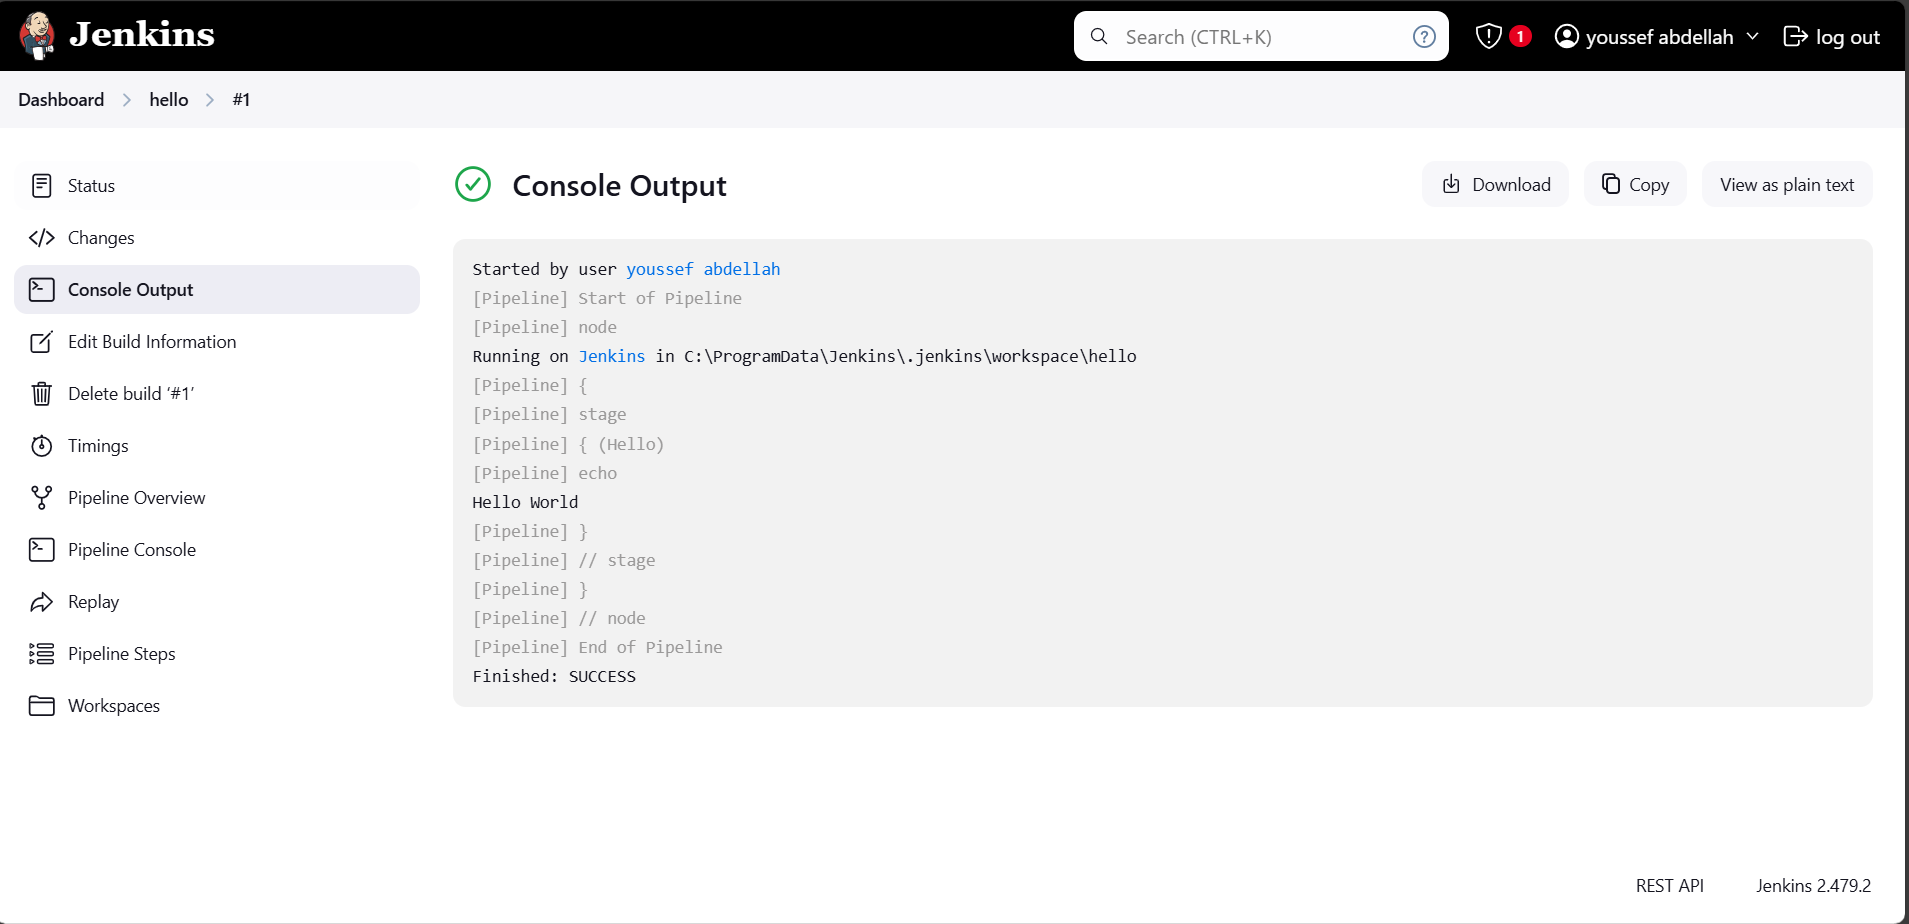 Jenkins
Search (CTRL+K)
?
1
youssef abdellah
log out
Dashboard > hello > #1
Status
Changes
Console Output
Edit Build Information
Delete build ‘#1’
Timings
Pipeline Overview
Pipeline Console
Replay
Pipeline Steps
Workspaces
Console Output
Download
Copy
View as plain text
Started by user youssef abdellah
[Pipeline] Start of Pipeline
[Pipeline] node
Running on Jenkins in C:\ProgramData\Jenkins\.jenkins\workspace\hello
[Pipeline] {
[Pipeline] stage
[Pipeline] { (Hello)
[Pipeline] echo
Hello World
[Pipeline] }
[Pipeline] // stage
[Pipeline] }
[Pipeline] // node
[Pipeline] End of Pipeline
Finished: SUCCESS
REST API
Jenkins 2.479.2